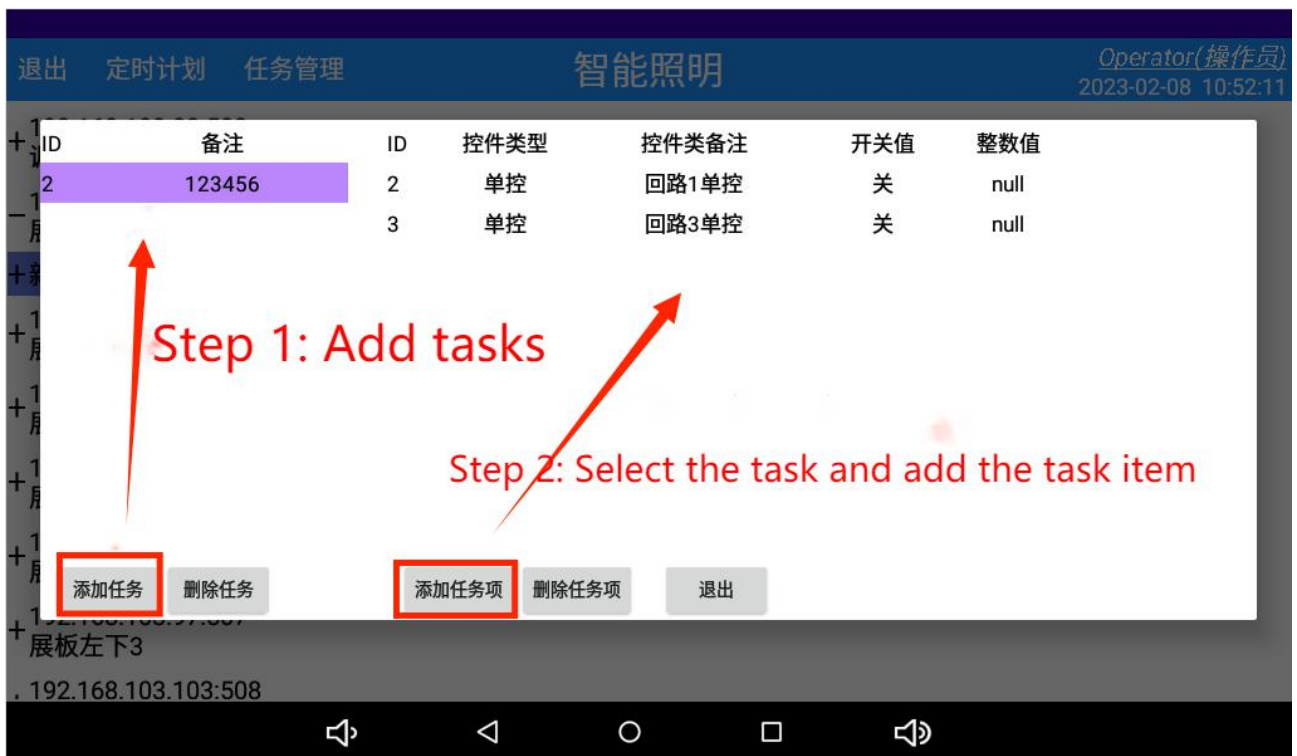 退出 定时计划 任务管理 智能照明 Operator(操作员)
2023-02-08 10:52:11
ID 备注 ID 控件类型 控件类备注 开关值 整数值
2 123456 2 单控 回路1单控 关 null
3 单控 回路3单控 关 null
Step 1: Add tasks
Step 2: Select the task and add the task item
添加任务 删除任务 添加任务项 删除任务项 退出
展板左下3
192.168.103.103:508